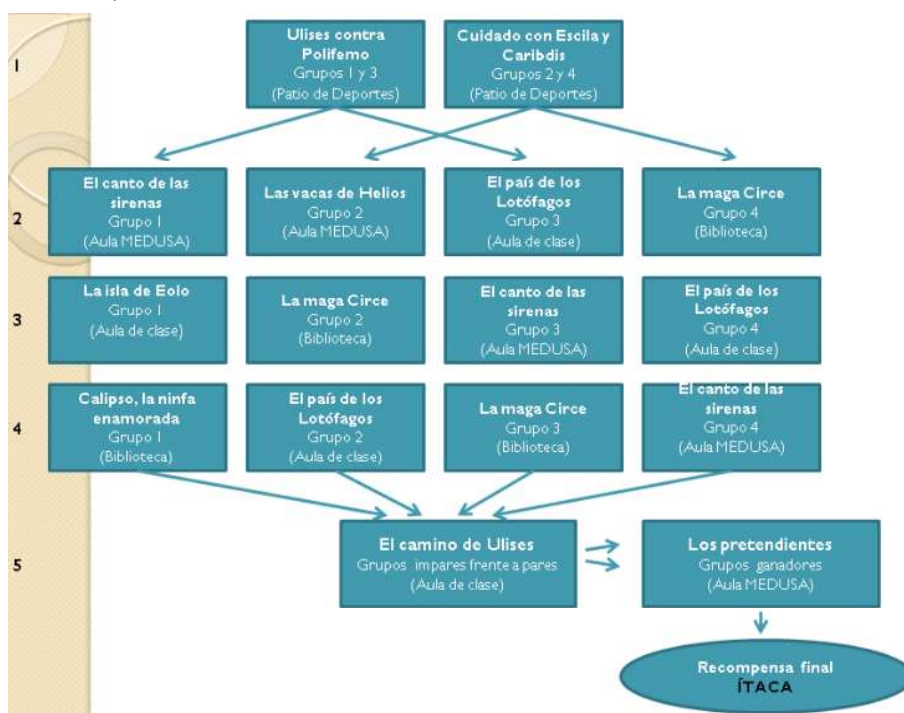 1
Ulises contra
Polifemo
Grupos 1 y 3
(Patio de Deportes)
Cuidado con Escila y
Caribdis
Grupos 2 y 4
(Patio de Deportes)
2
El canto de las
sirenas
Grupo 1
(Aula MEDUSA)
Las vacas de Helios
Grupo 2
(Aula MEDUSA)
El país de los
Lotófagos
Grupo 3
(Aula de clase)
La maga Circe
Grupo 4
(Biblioteca)
3
La isla de Eolo
Grupo 1
(Aula de clase)
La maga Circe
Grupo 2
(Biblioteca)
El canto de las
sirenas
Grupo 3
(Aula MEDUSA)
El país de los
Lotófagos
Grupo 4
(Aula de clase)
4
Calipso, la ninfa
enamorada
Grupo 1
(Biblioteca)
El país de los
Lotófagos
Grupo 2
(Aula de clase)
La maga Circe
Grupo 3
(Biblioteca)
El canto de las
sirenas
Grupo 4
(Aula MEDUSA)
5
El camino de Ulises
Grupos impares frente a pares
(Aula de clase)
Los pretendientes
Grupos ganadores
(Aula MEDUSA)
Recompensa final
ÍTACA